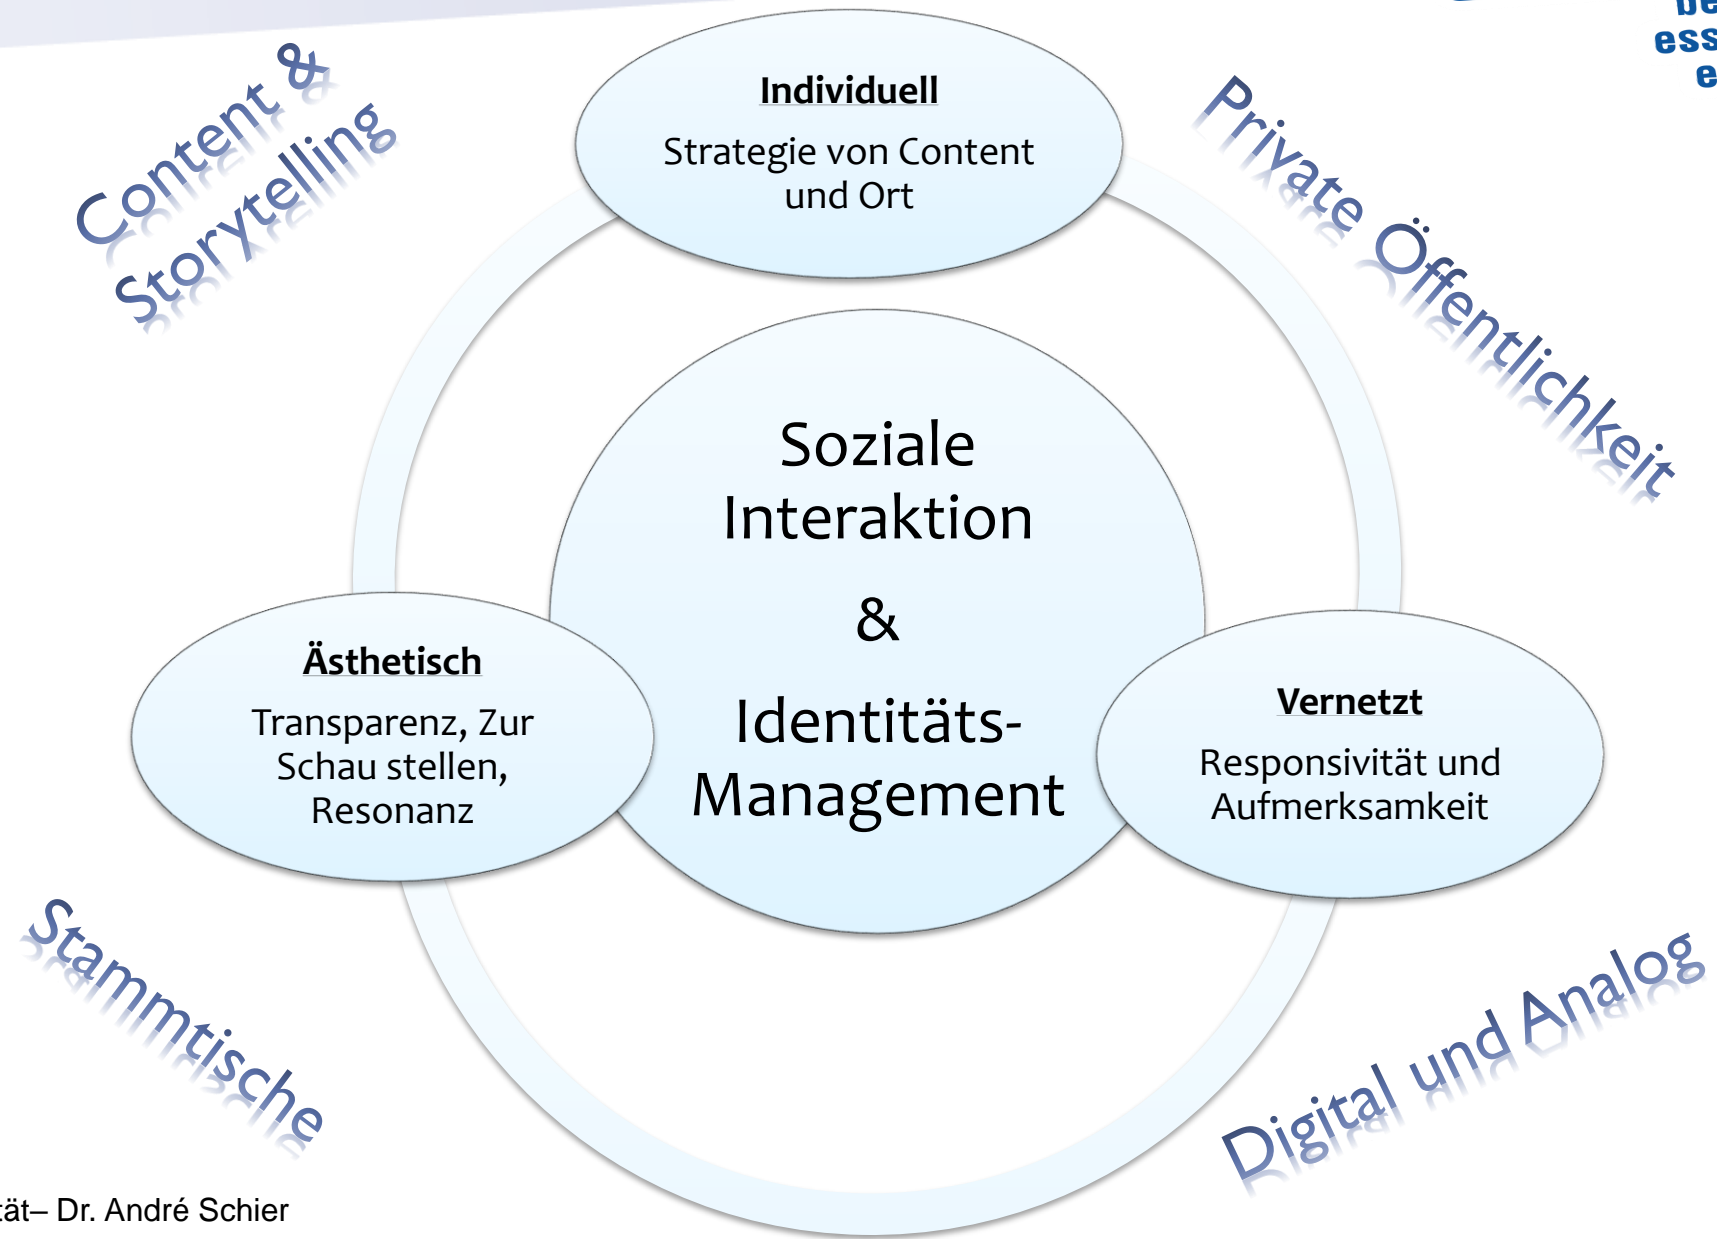 Content &
Storytelling
Individuell
Strategie von Content
und Ort
Private Öffentlichkeit
Soziale
Interaktion
&
Identitäts-
Management
Ästhetisch
Transparenz, Zur
Schau stellen,
Resonanz
Vernetzt
Responsivität und
Aufmerksamkeit
Stammtische
Digital und Analog
tät– Dr. André Schier